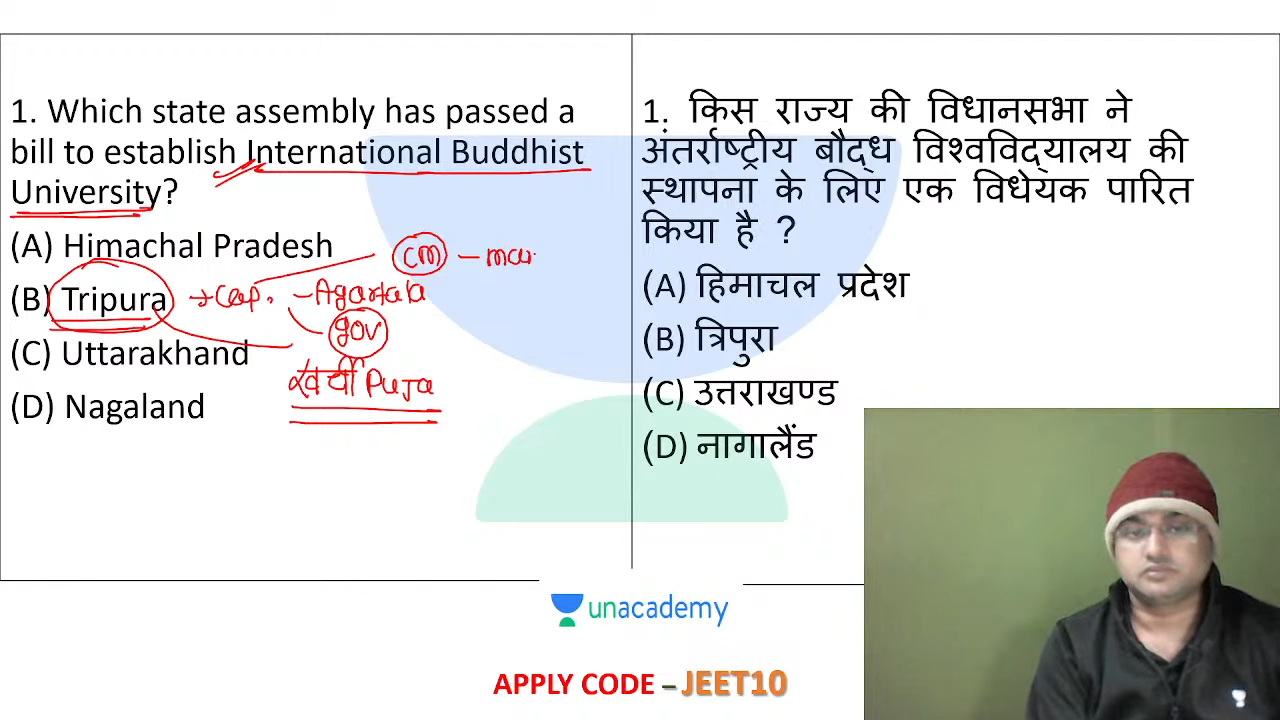 1. Which state assembly has passed a
bill to establish International Buddhist
University?
(A) Himachal Pradesh
(B) Tripura
(C) Uttarakhand
(D) Nagaland
→ Cap. – Agartala
CM – ma
gov
खर्ची Puja
1. किस राज्य की विधानसभा ने
अंतर्राष्ट्रीय बौद्ध विश्वविद्यालय की
स्थापना के लिए एक विधेयक पारित
किया है ?
(A) हिमाचल प्रदेश
(B) त्रिपुरा
(C) उत्तराखण्ड
(D) नागालैंड
unacademy
APPLY CODE – JEET10